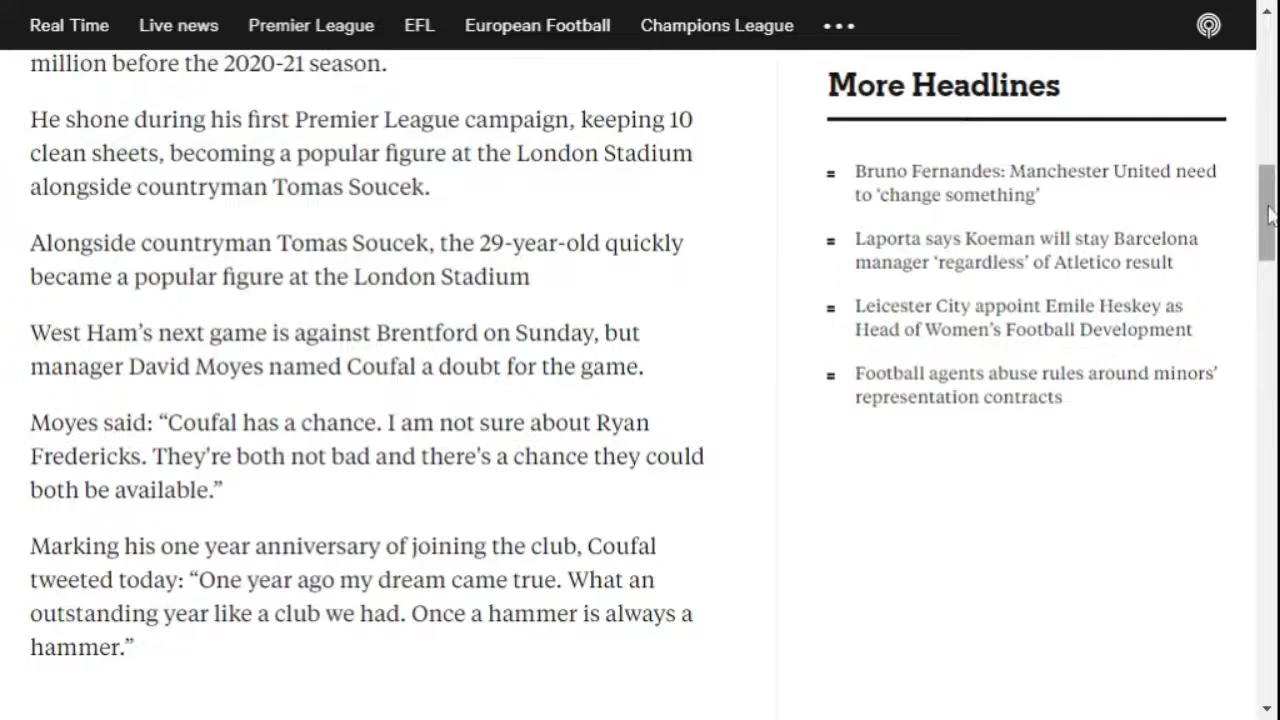 Real Time Live news Premier League EFL European Football Champions League
million before the 2020-21 season.
He shone during his first Premier League campaign, keeping 10
clean sheets, becoming a popular figure at the London Stadium
alongside countryman Tomas Soucek.
Alongside countryman Tomas Soucek, the 29-year-old quickly
became a popular figure at the London Stadium
West Ham’s next game is against Brentford on Sunday, but
manager David Moyes named Coufal a doubt for the game.
Moyes said: “Coufal has a chance. I am not sure about Ryan
Fredericks. They're both not bad and there's a chance they could
both be available.”
Marking his one year anniversary of joining the club, Coufal
tweeted today: “One year ago my dream came true. What an
outstanding year like a club we had. Once a hammer is always a
hammer.”
More Headlines
Bruno Fernandes: Manchester United need
to ‘change something’
Laporta says Koeman will stay Barcelona
manager ‘regardless’ of Atletico result
Leicester City appoint Emile Heskey as
Head of Women’s Football Development
Football agents abuse rules around minors’
representation contracts